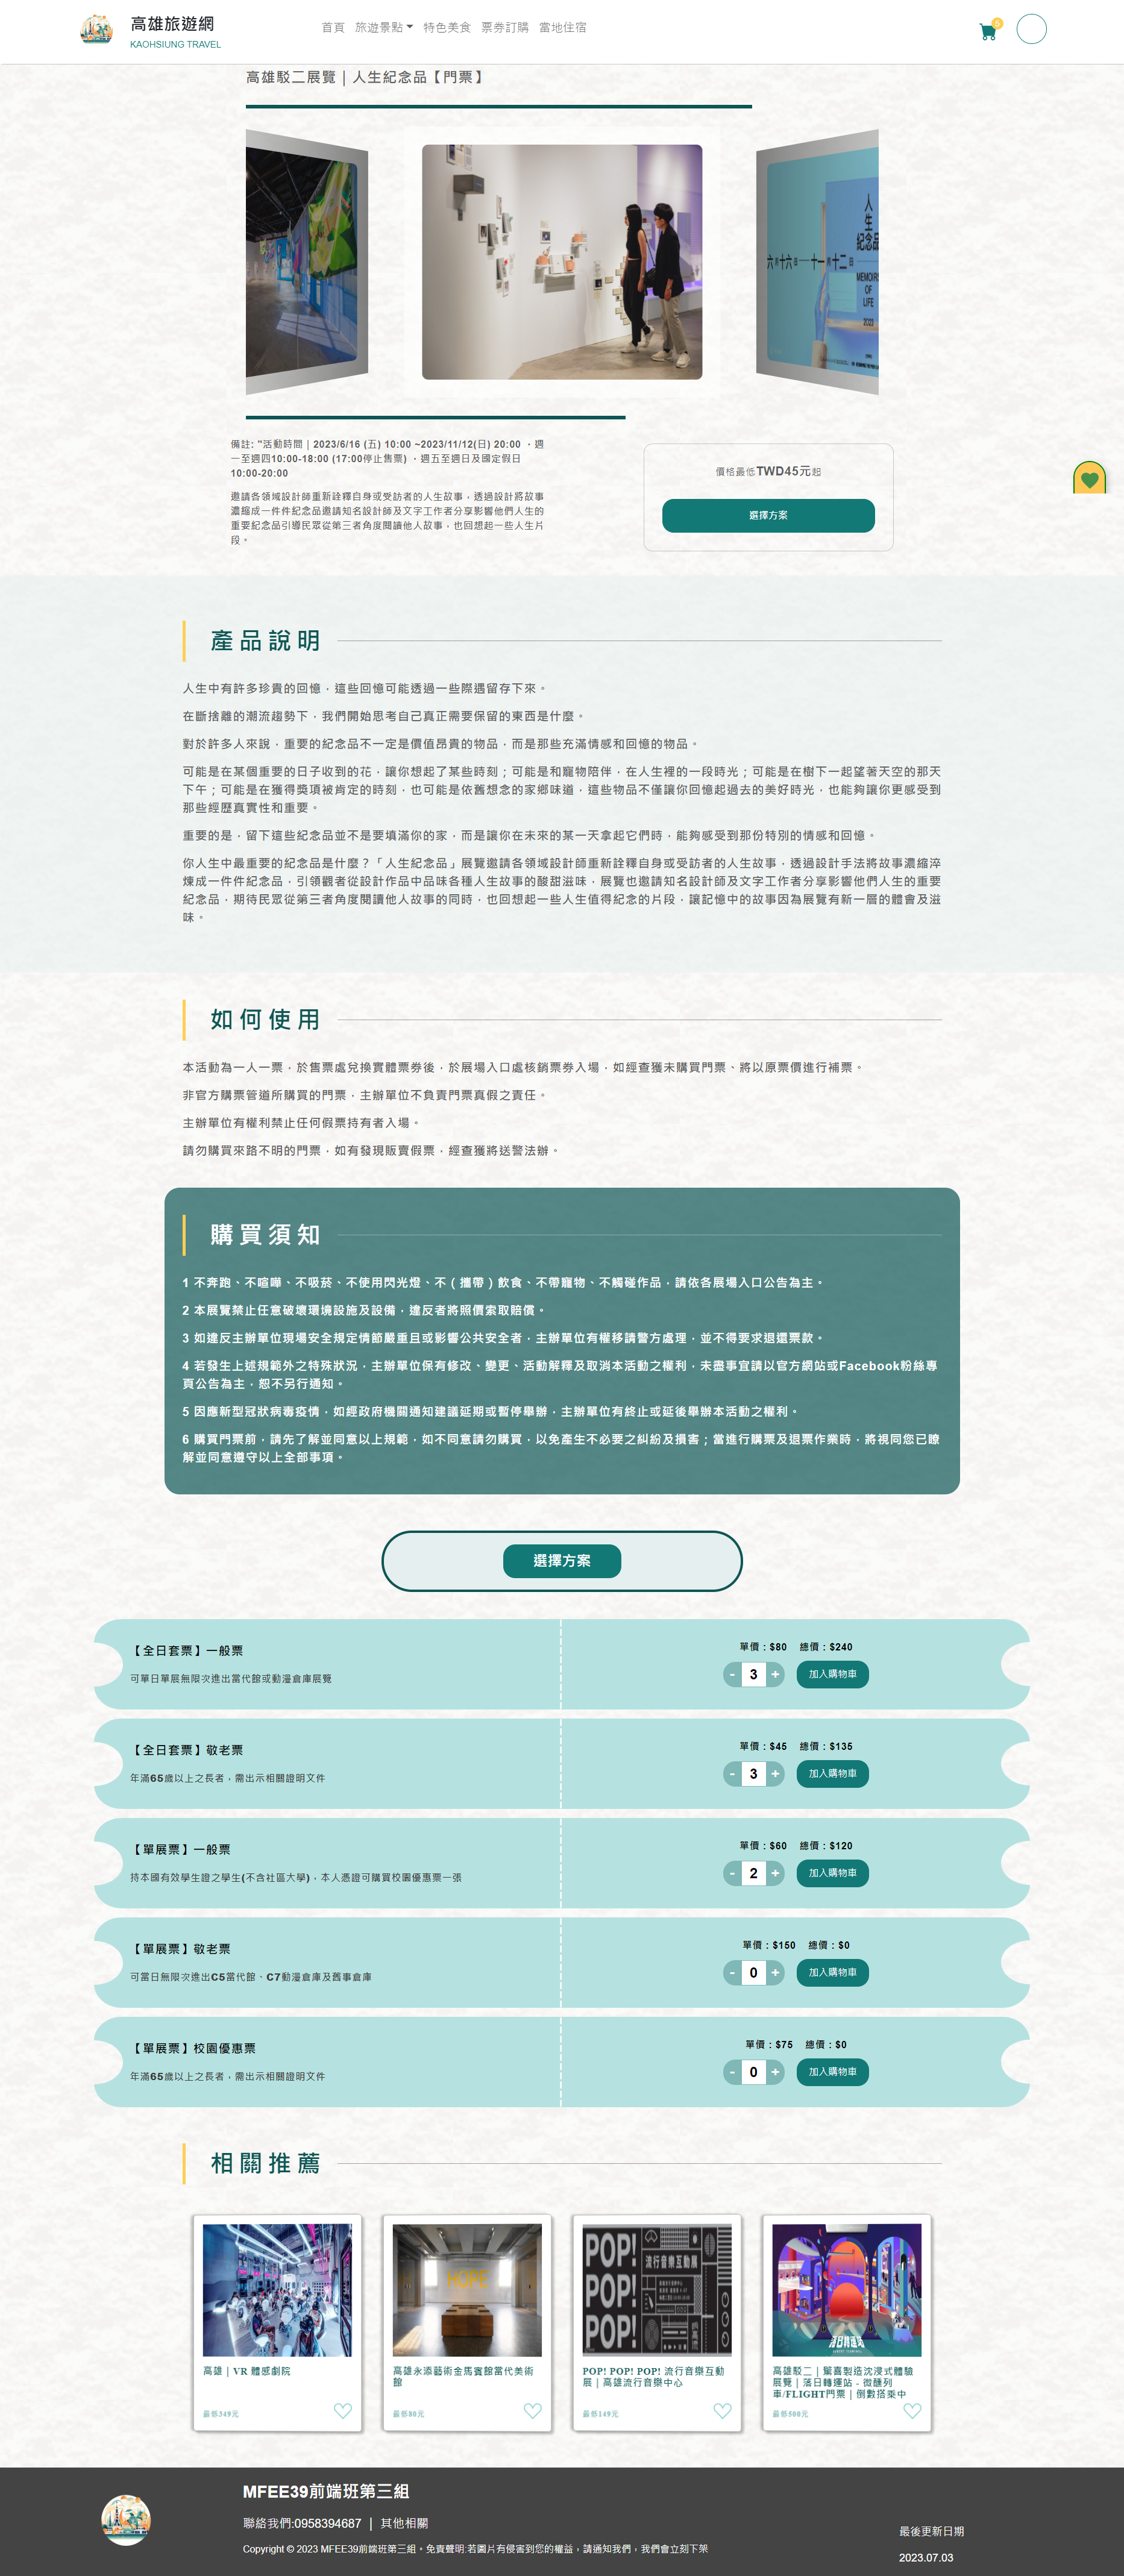 高雄旅遊網
KAOHSIUNG TRAVEL
首頁 旅遊景點 特色美食 票券訂購 當地住宿
5
高雄駁二展覽｜人生紀念品【門票】
人生
紀念品
六月十六日──十一月十二日
MEMOIRS
OF
LIFE
2023
備註: "活動時間｜2023/6/16 (五) 10:00 ~2023/11/12(日) 20:00 ．週
一至週四10:00-18:00 (17:00停止售票) ．週五至週日及國定假日
10:00-20:00
邀請各領域設計師重新詮釋自身或受訪者的人生故事，透過設計將故事
濃縮成一件件紀念品邀請知名設計師及文字工作者分享影響他們人生的
重要紀念品引導民眾從第三者角度閱讀他人故事，也回想起一些人生片
段。
價格最低TWD45元起
選擇方案
產品說明
人生中有許多珍貴的回憶，這些回憶可能透過一些際遇留存下來。
在斷捨離的潮流趨勢下，我們開始思考自己真正需要保留的東西是什麼。
對於許多人來說，重要的紀念品不一定是價值昂貴的物品，而是那些充滿情感和回憶的物品。
可能是在某個重要的日子收到的花，讓你想起了某些時刻；可能是和寵物陪伴，在人生裡的一段時光；可能是在樹下一起望著天空的那天
下午；可能是在獲得獎項被肯定的時刻，也可能是依舊想念的家鄉味道，這些物品不僅讓你回憶起過去的美好時光，也能夠讓你更感受到
那些經歷真實性和重要。
重要的是，留下這些紀念品並不是要填滿你的家，而是讓你在未來的某一天拿起它們時，能夠感受到那份特別的情感和回憶。
你人生中最重要的紀念品是什麼？「人生紀念品」展覽邀請各領域設計師重新詮釋自身或受訪者的人生故事，透過設計手法將故事濃縮淬
煉成一件件紀念品，引領觀者從設計作品中品味各種人生故事的酸甜滋味，展覽也邀請知名設計師及文字工作者分享影響他們人生的重要
紀念品，期待民眾從第三者角度閱讀他人故事的同時，也回想起一些人生值得紀念的片段，讓記憶中的故事因為展覽有新一層的體會及滋
味。
如何使用
本活動為一人一票，於售票處兌換實體票券後，於展場入口處核銷票券入場，如經查獲未購買門票、將以原票價進行補票。
非官方購票管道所購買的門票，主辦單位不負責門票真假之責任。
主辦單位有權利禁止任何假票持有者入場。
請勿購買來路不明的門票，如有發現販賣假票，經查獲將送警法辦。
購買須知
1 不奔跑、不喧嘩、不吸菸、不使用閃光燈、不（攜帶）飲食、不帶寵物、不觸碰作品，請依各展場入口公告為主。
2 本展覽禁止任意破壞環境設施及設備，違反者將照價索取賠償。
3 如違反主辦單位現場安全規定情節嚴重且或影響公共安全者，主辦單位有權移請警方處理，並不得要求退還票款。
4 若發生上述規範外之特殊狀況，主辦單位保有修改、變更、活動解釋及取消本活動之權利，未盡事宜請以官方網站或Facebook粉絲專
頁公告為主，恕不另行通知。
5 因應新型冠狀病毒疫情，如經政府機關通知建議延期或暫停舉辦，主辦單位有終止或延後舉辦本活動之權利。
6 購買門票前，請先了解並同意以上規範，如不同意請勿購買，以免產生不必要之糾紛及損害；當進行購票及退票作業時，將視同您已瞭
解並同意遵守以上全部事項。
選擇方案
【全日套票】一般票
可單日單展無限次進出當代館或動漫倉庫展覽
單價：$80 總價：$240
- 3 + 加入購物車
【全日套票】敬老票
年滿65歲以上之長者，需出示相關證明文件
單價：$45 總價：$135
- 3 + 加入購物車
【單展票】一般票
持本國有效學生證之學生(不含社區大學)，本人憑證可購買校園優惠票一張
單價：$60 總價：$120
- 2 + 加入購物車
【單展票】敬老票
可當日無限次進出C5當代館、C7動漫倉庫及舊事倉庫
單價：$150 總價：$0
- 0 + 加入購物車
【單展票】校園優惠票
年滿65歲以上之長者，需出示相關證明文件
單價：$75 總價：$0
- 0 + 加入購物車
相關推薦
HOPE
POP!
POP!
POP!
流行音樂互動展
落日轉運站
高雄｜VR 體感劇院
最低349元
高雄永添藝術金馬賓館當代美術
館
最低80元
POP! POP! POP! 流行音樂互動
展｜高雄流行音樂中心
最低149元
高雄駁二｜駕喜製造沈浸式體驗
展覽｜落日轉運站 - 微醺列
車/FLIGHT門票｜倒數搭乘中
最低500元
MFEE39前端班第三組
聯絡我們:0958394687 ｜ 其他相關
Copyright © 2023 MFEE39前端班第三組。免責聲明:若圖片有侵害到您的權益，請通知我們，我們會立刻下架
最後更新日期
2023.07.03